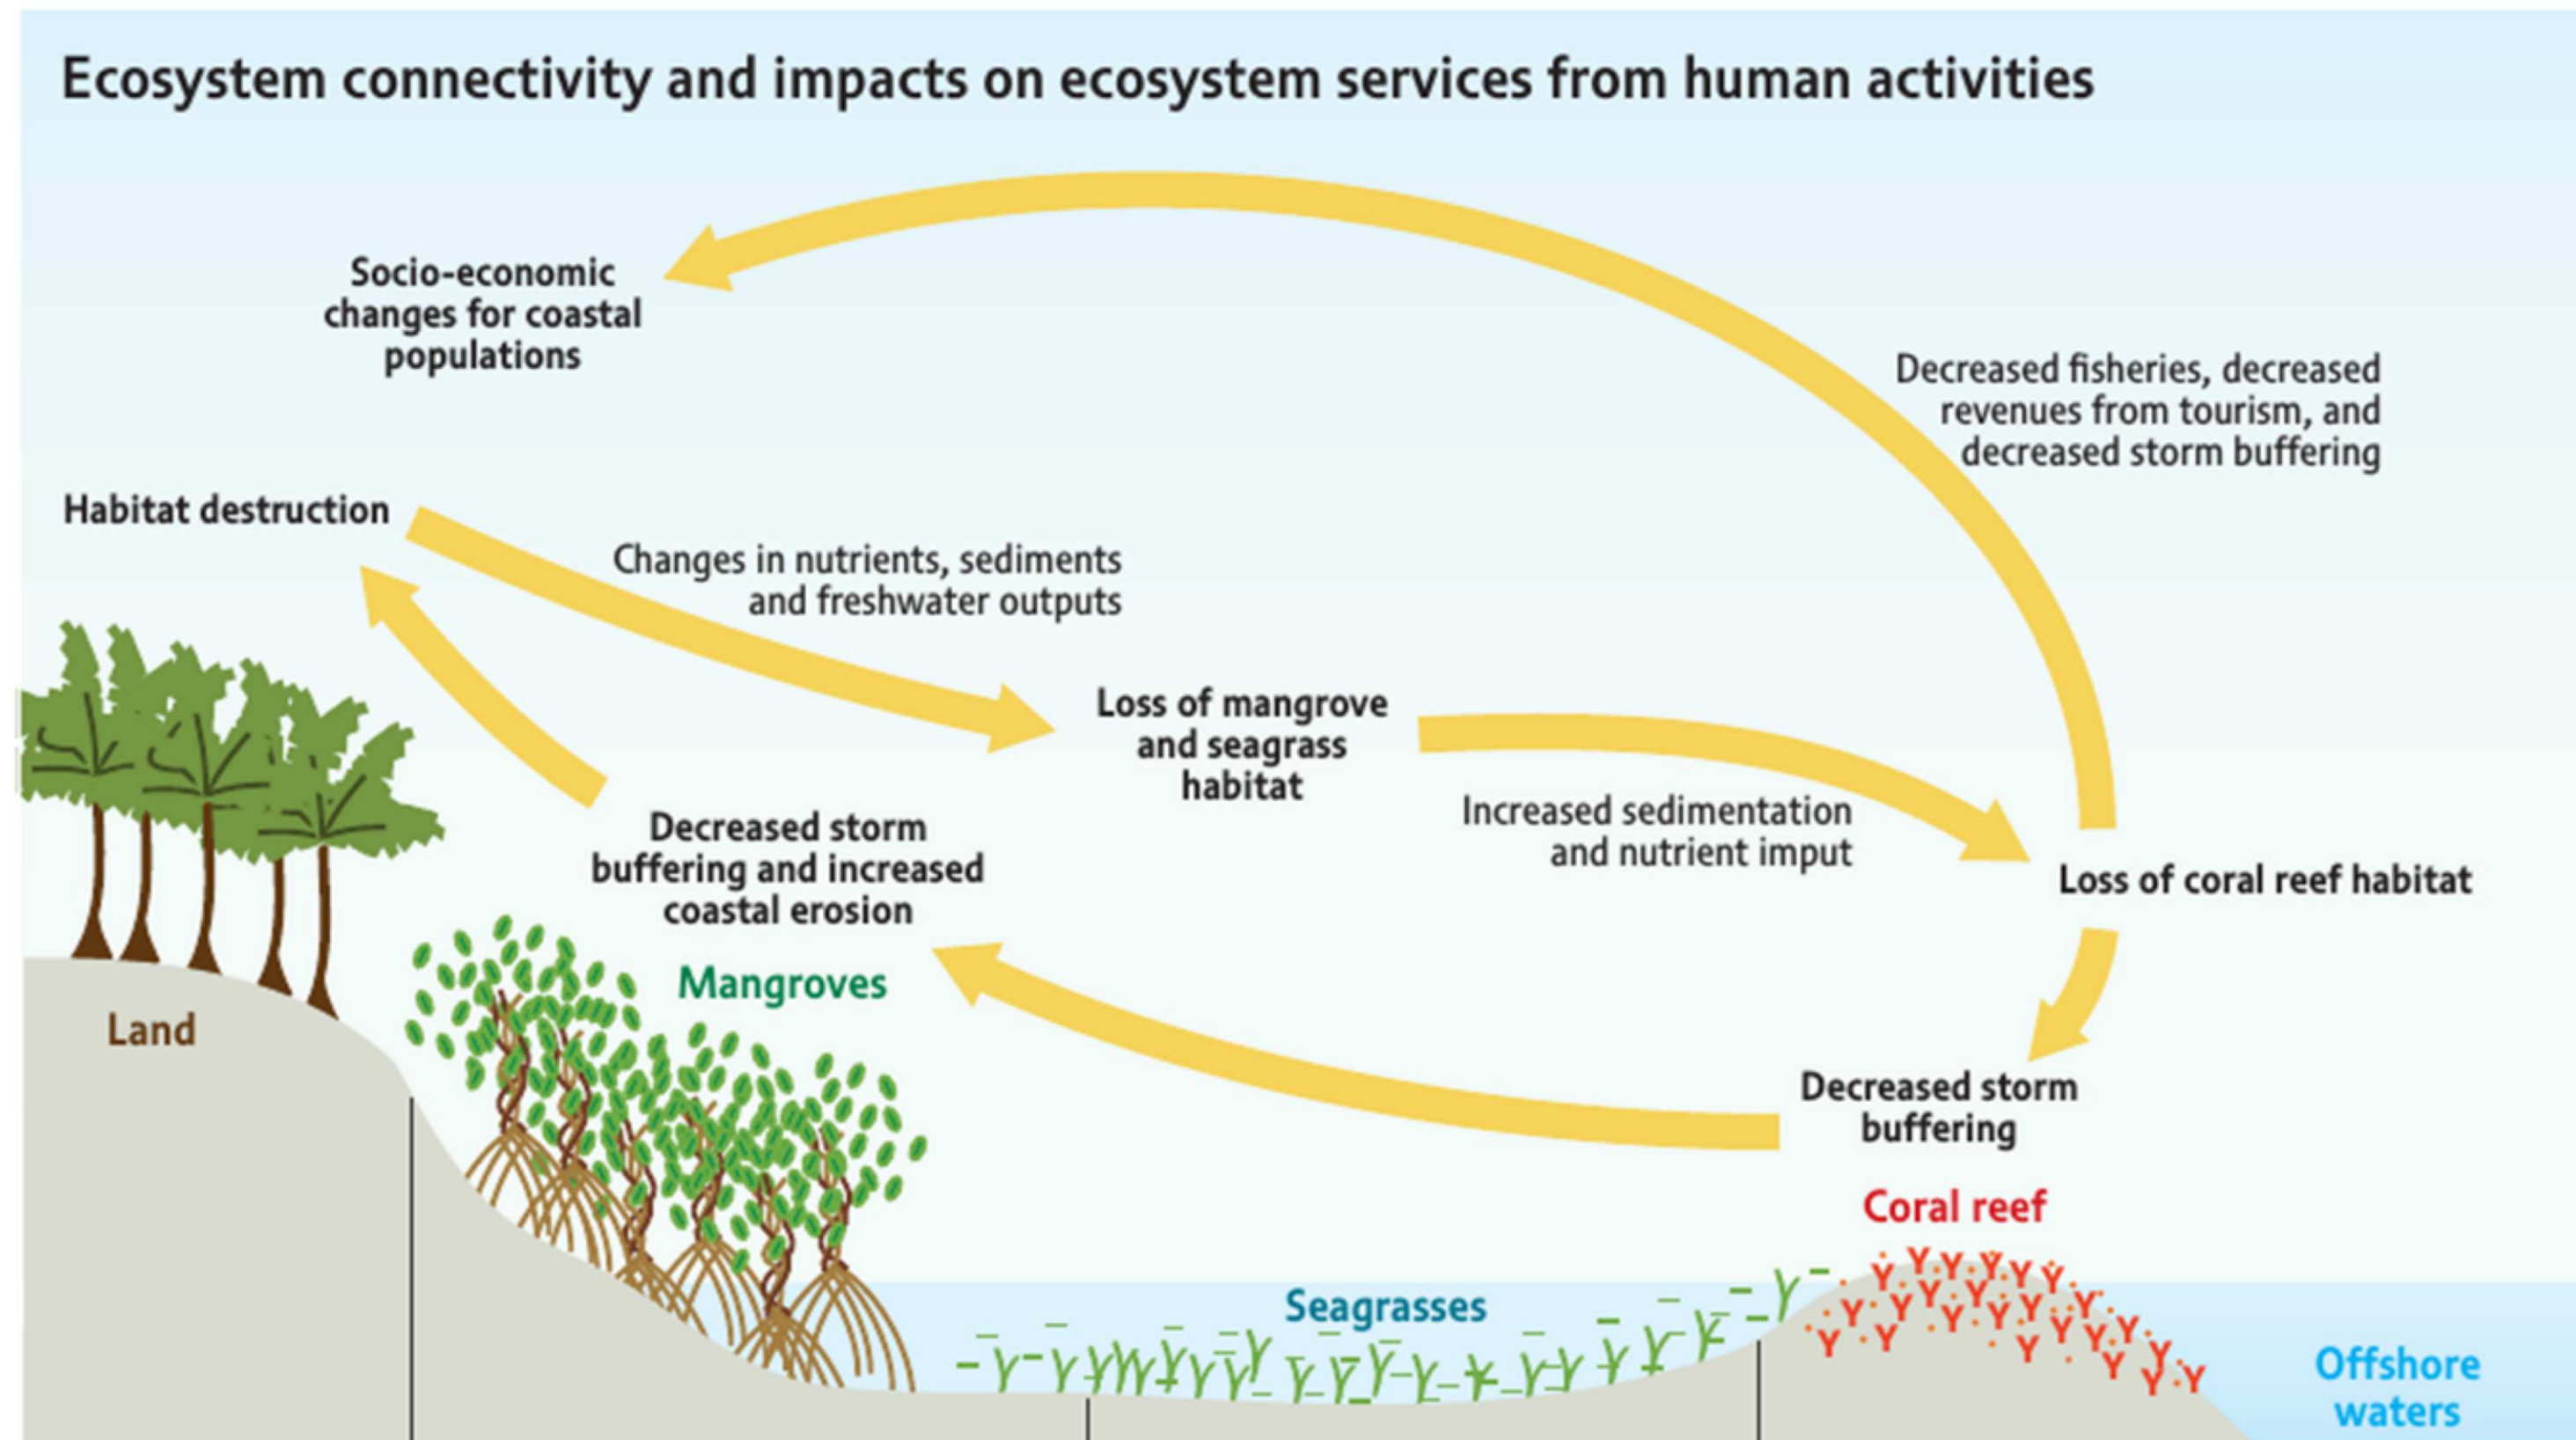 Ecosystem connectivity and impacts on ecosystem services from human activities
Socio-economic
changes for coastal
populations
Decreased fisheries, decreased
revenues from tourism, and
decreased storm buffering
Habitat destruction
Changes in nutrients, sediments
and freshwater outputs
Loss of mangrove
and seagrass
habitat
Increased sedimentation
and nutrient imput
Loss of coral reef habitat
Decreased storm
buffering and increased
coastal erosion
Mangroves
Land
Decreased storm
buffering
Coral reef
Seagrasses
Offshore
waters